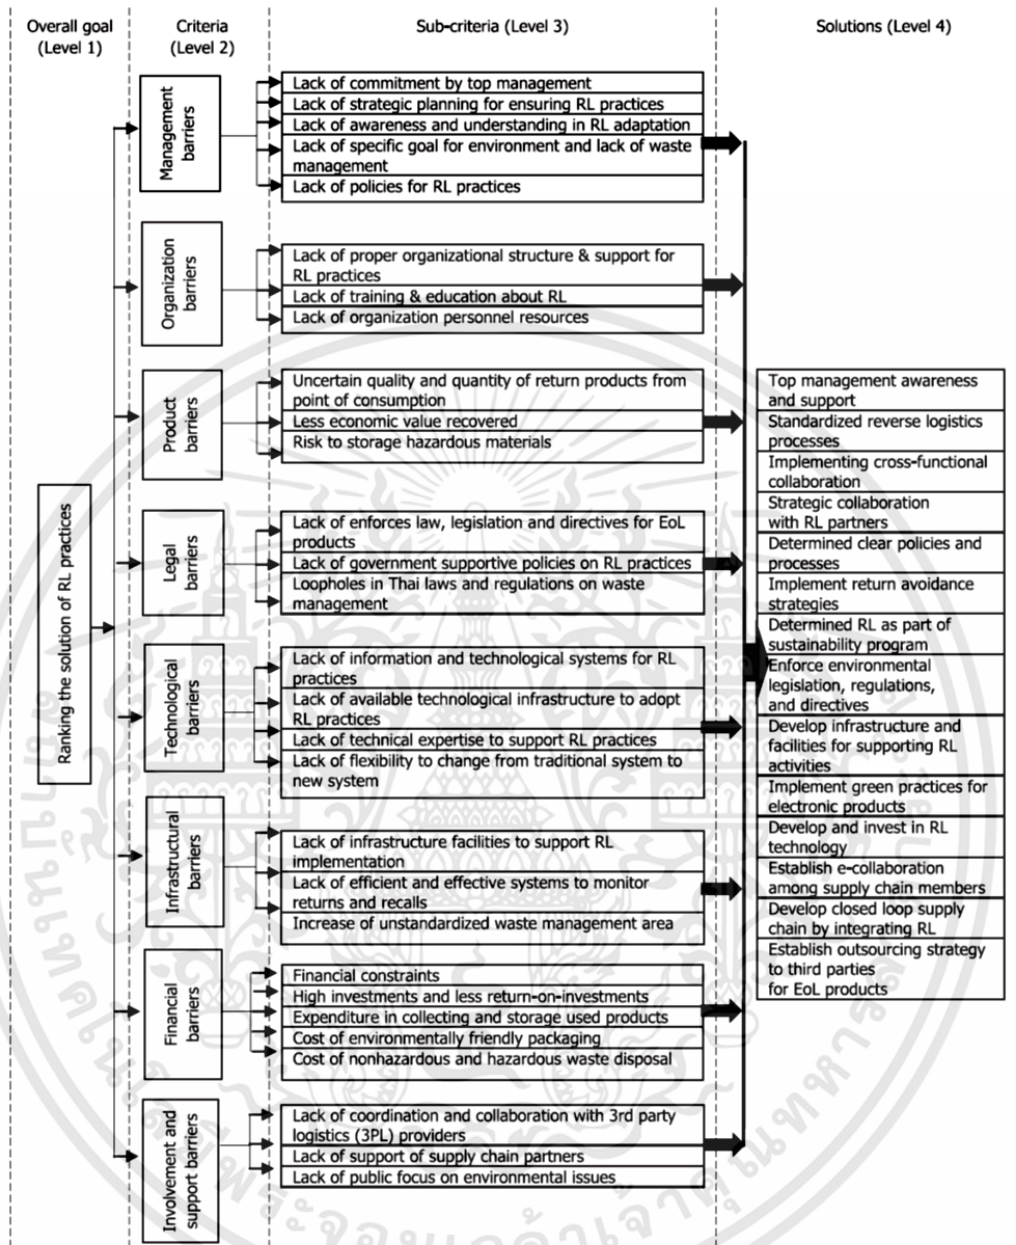 Overall goal
(Level 1)
Criteria
(Level 2)
Sub-criteria (Level 3)
Solutions (Level 4)
Ranking the solution of RL practices
Management
barriers
Lack of commitment by top management
Lack of strategic planning for ensuring RL practices
Lack of awareness and understanding in RL adaptation
Lack of specific goal for environment and lack of waste
management
Lack of policies for RL practices
Organization
barriers
Lack of proper organizational structure & support for
RL practices
Lack of training & education about RL
Lack of organization personnel resources
Product
barriers
Uncertain quality and quantity of return products from
point of consumption
Less economic value recovered
Risk to storage hazardous materials
Legal
barriers
Lack of enforces law, legislation and directives for EoL
products
Lack of government supportive policies on RL practices
Loopholes in Thai laws and regulations on waste
management
Technological
barriers
Lack of information and technological systems for RL
practices
Lack of available technological infrastructure to adopt
RL practices
Lack of technical expertise to support RL practices
Lack of flexibility to change from traditional system to
new system
Infrastructural
barriers
Lack of infrastructure facilities to support RL
implementation
Lack of efficient and effective systems to monitor
returns and recalls
Increase of unstandardized waste management area
Financial
barriers
Financial constraints
High investments and less return-on-investments
Expenditure in collecting and storage used products
Cost of environmentally friendly packaging
Cost of nonhazardous and hazardous waste disposal
Involvement and
support barriers
Lack of coordination and collaboration with 3rd party
logistics (3PL) providers
Lack of support of supply chain partners
Lack of public focus on environmental issues
Top management awareness
and support
Standardized reverse logistics
processes
Implementing cross-functional
collaboration
Strategic collaboration
with RL partners
Determined clear policies and
processes
Implement return avoidance
strategies
Determined RL as part of
sustainability program
Enforce environmental
legislation, regulations,
and directives
Develop infrastructure and
facilities for supporting RL
activities
Implement green practices for
electronic products
Develop and invest in RL
technology
Establish e-collaboration
among supply chain members
Develop closed loop supply
chain by integrating RL
Establish outsourcing strategy
to third parties
for EoL products